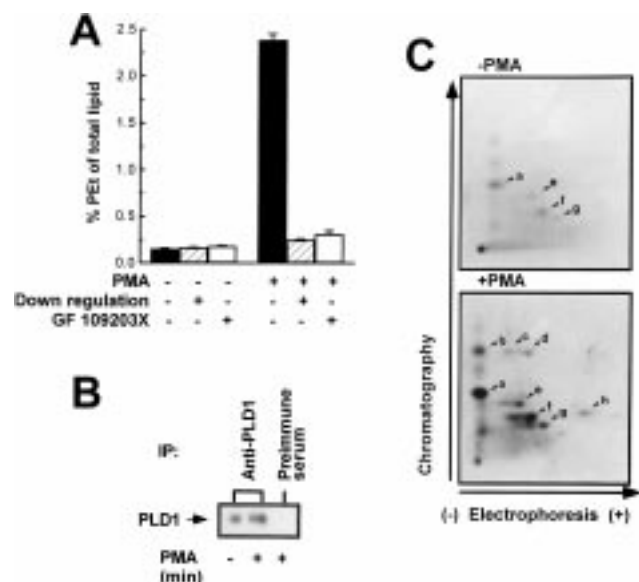 A
% PEt of total lipid
2.5
2.0
1.5
1.0
0.5
0.0
PMA - - - + + +
Down regulation - + - - + -
GF 109203X - - + - - +
B
IP:
Anti-PLD1
Preimmune
serum
PLD1
PMA - + +
(min)
C
-PMA
a
e
f
g
+PMA
b c d
a
e
f
g
h
Chromatography
(-) Electrophoresis (+)